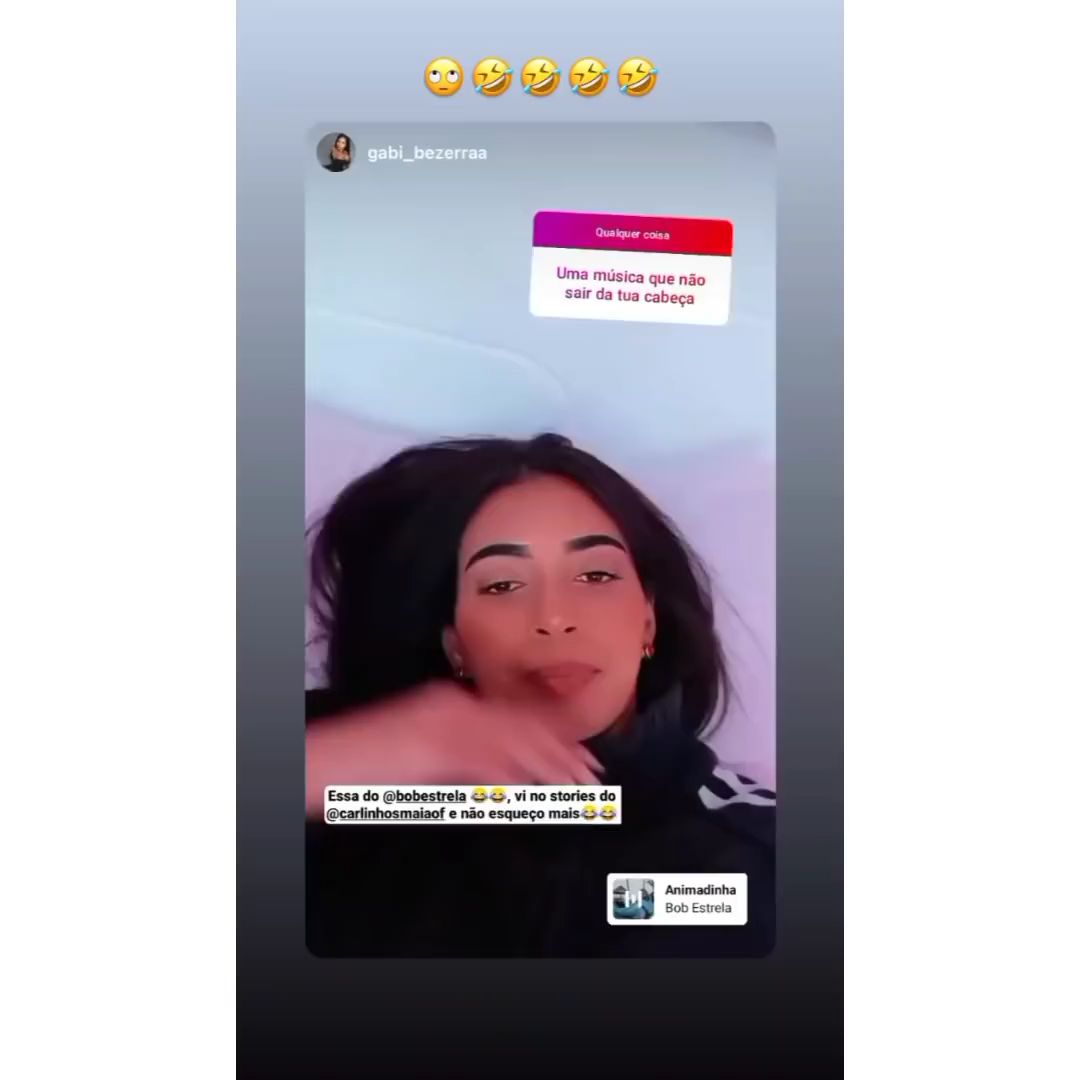 🙄🤣🤣🤣🤣
gabi_bezerraa
Qualquer coisa
Uma música que não
sair da tua cabeça
Essa do @bobestrela 😂😂, vi no stories do
@carlinhosmaiaof e não esqueço mais😂😂
Animadinha
Bob Estrela